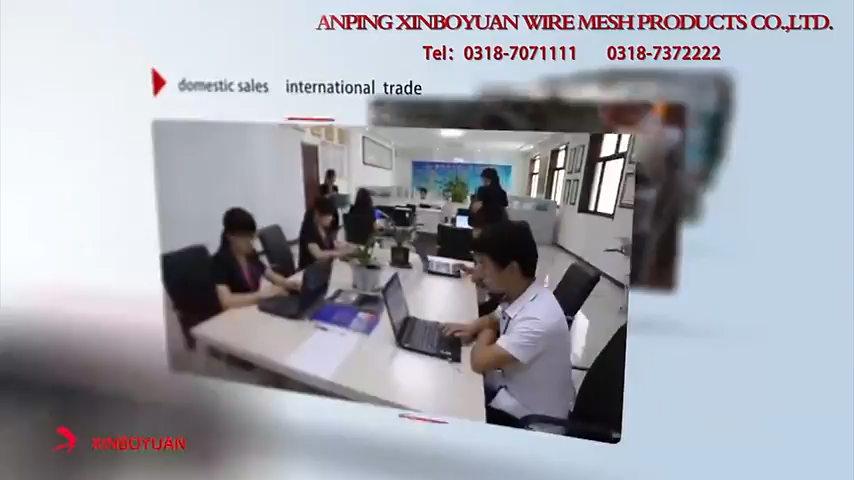 ANPING XINBOYUAN WIRE MESH PRODUCTS CO.,LTD.
Tel: 0318-7071111 0318-7372222
domestic sales international trade
XINBOYUAN